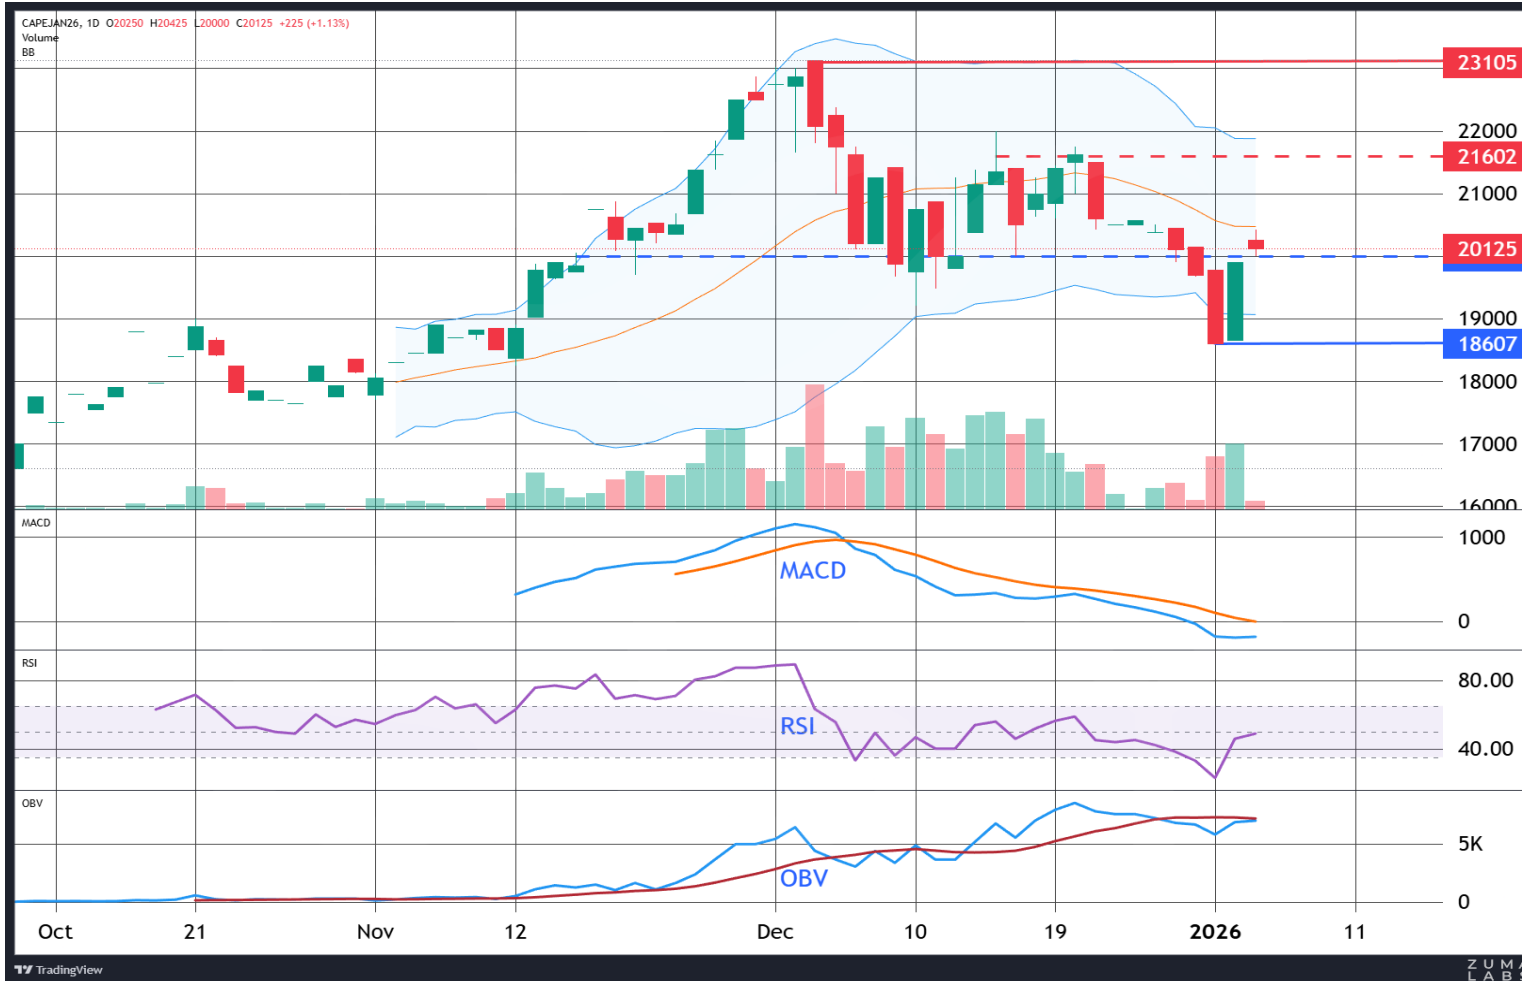 CAPEJAN26, 1D O20250 H20425 L20000 C20125 +225 (+1.13%)
Volume
BB
23105
22000
21602
21000
20125
19000
18607
18000
17000
16000
MACD
1000
MACD
0
RSI
80.00
RSI
40.00
OBV
5K
OBV
0
Oct 21 Nov 12 Dec 10 19 2026 11
TradingView
ZUMA
LABS